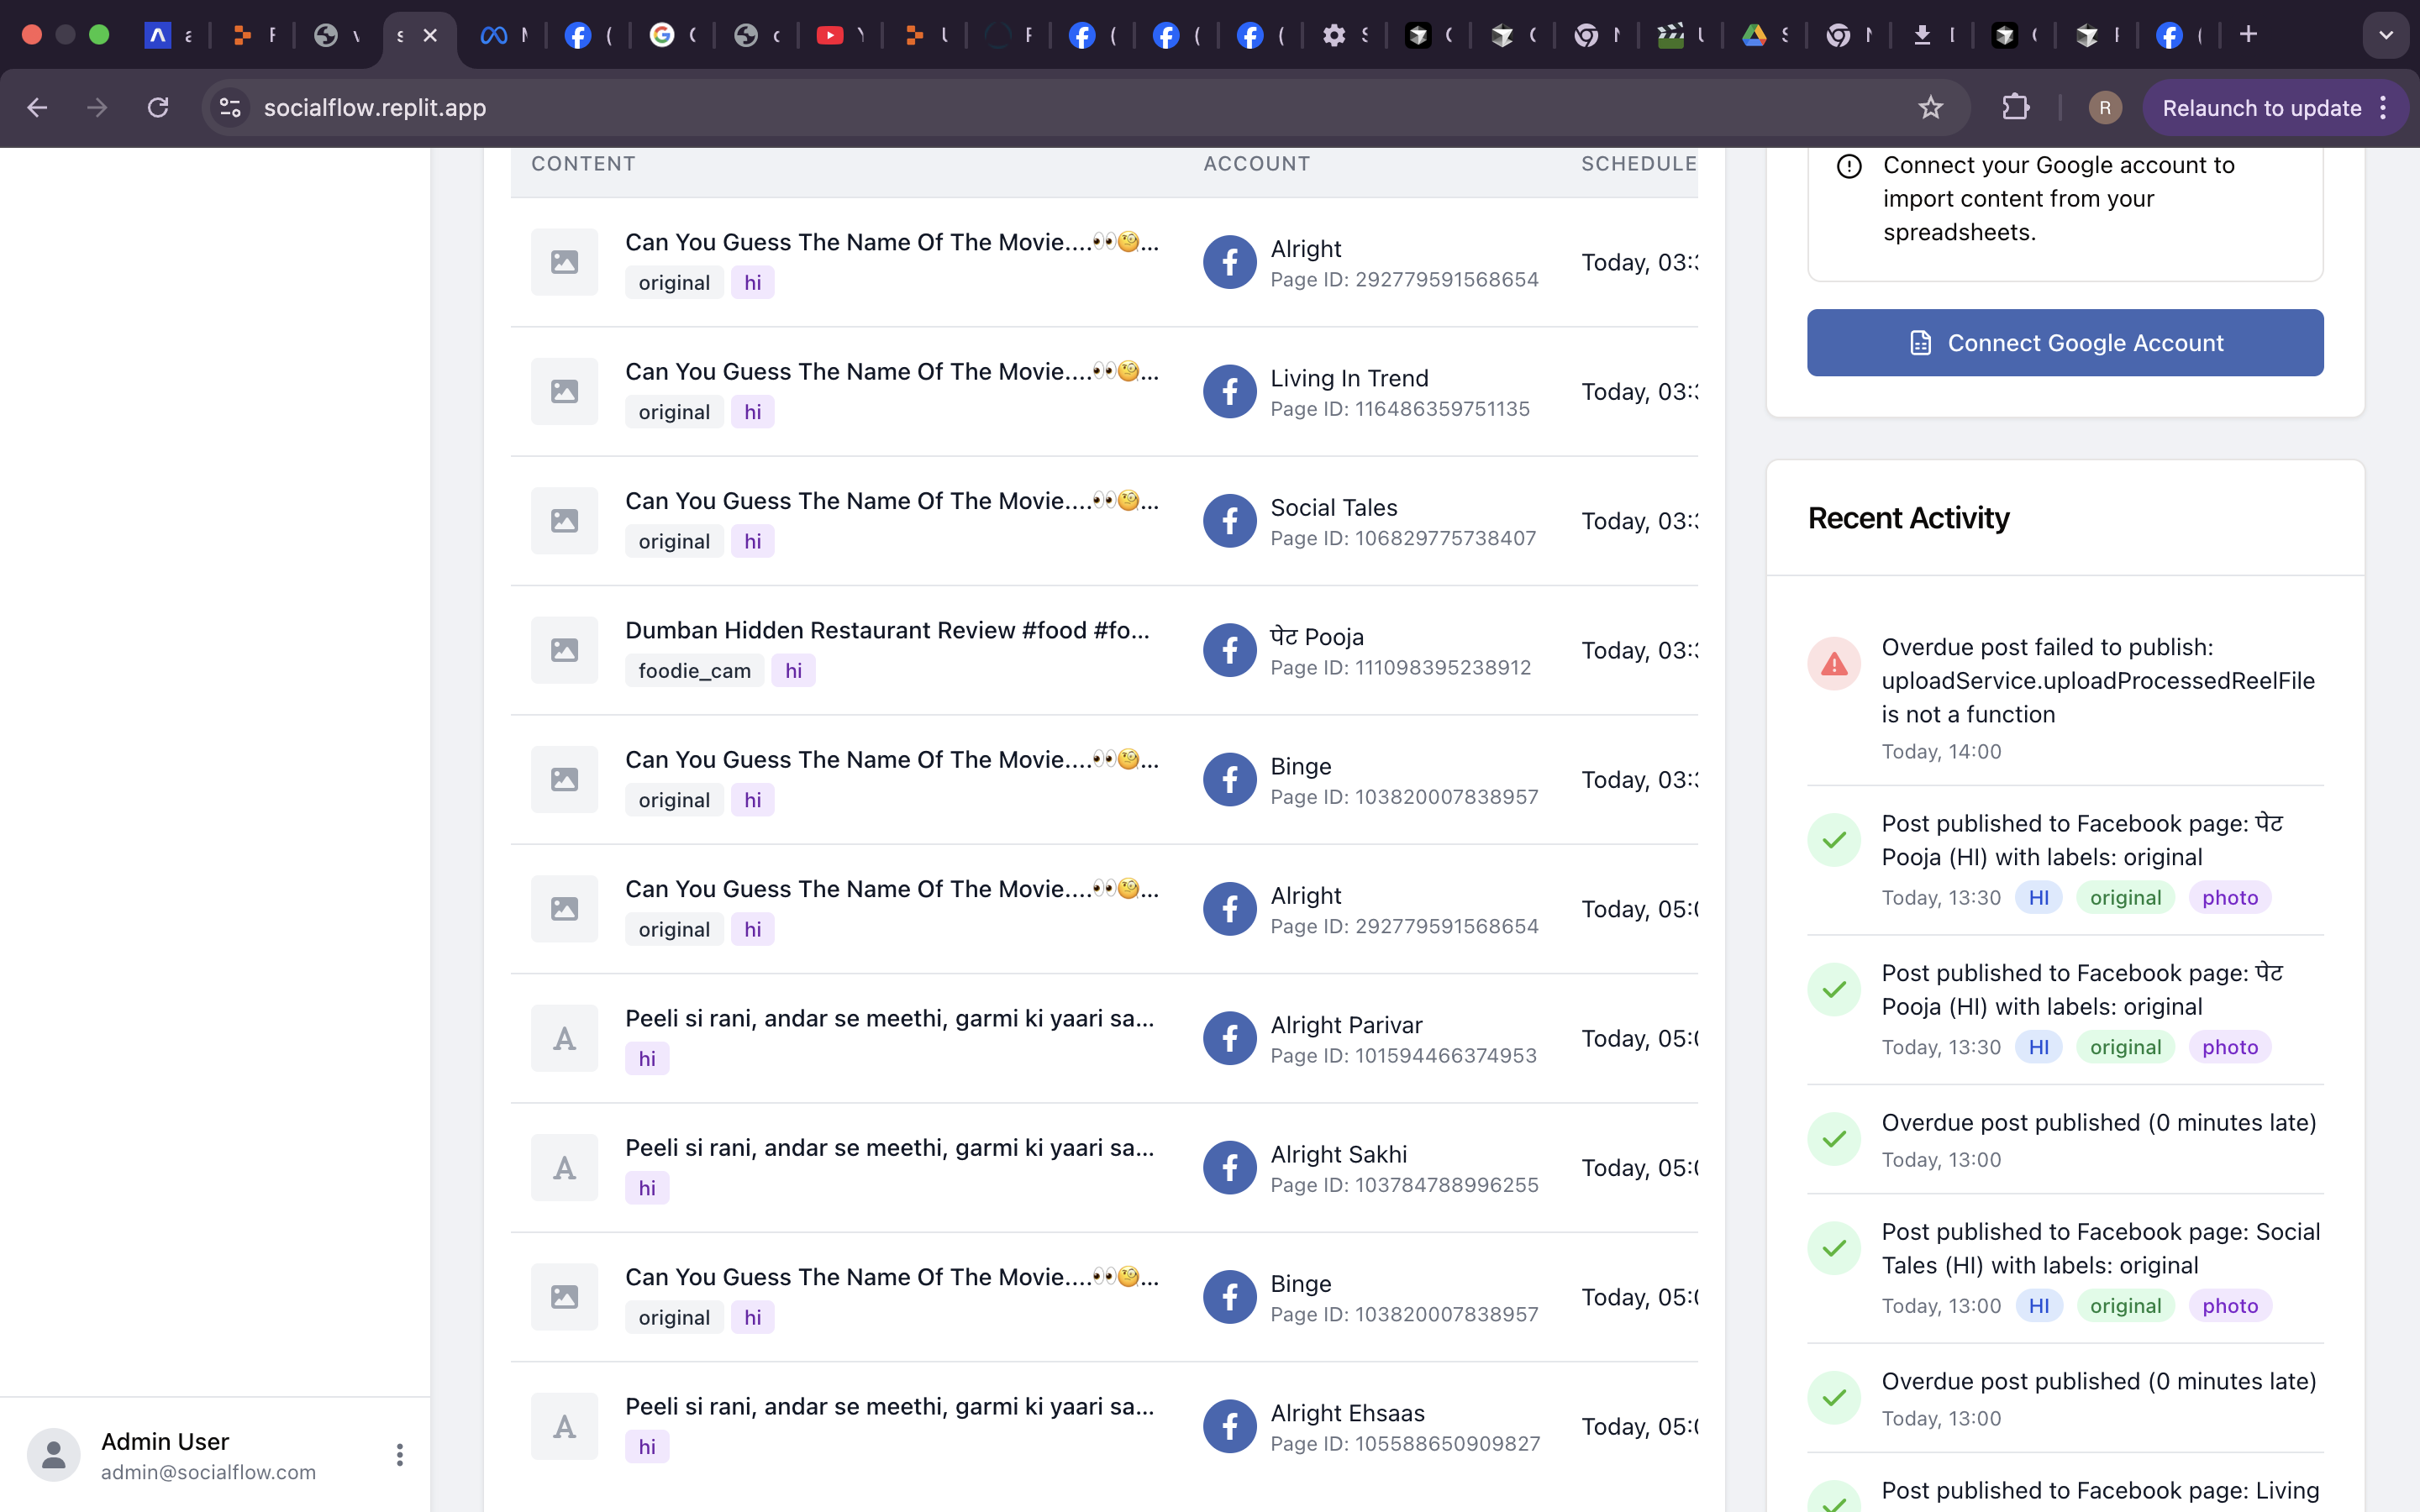 socialflow.replit.app
R
Relaunch to update
CONTENT
ACCOUNT
SCHEDULE
Can You Guess The Name Of The Movie....👀🧐...
original hi
Alright
Page ID: 292779591568654
Today, 03:
Can You Guess The Name Of The Movie....👀🧐...
original hi
Living In Trend
Page ID: 116486359751135
Today, 03:
Can You Guess The Name Of The Movie....👀🧐...
original hi
Social Tales
Page ID: 106829775738407
Today, 03:
Dumban Hidden Restaurant Review #food #fo...
foodie_cam hi
पेट Pooja
Page ID: 111098395238912
Today, 03:
Can You Guess The Name Of The Movie....👀🧐...
original hi
Binge
Page ID: 103820007838957
Today, 03:
Can You Guess The Name Of The Movie....👀🧐...
original hi
Alright
Page ID: 292779591568654
Today, 05:
Peeli si rani, andar se meethi, garmi ki yaari sa...
hi
Alright Parivar
Page ID: 101594466374953
Today, 05:
Peeli si rani, andar se meethi, garmi ki yaari sa...
hi
Alright Sakhi
Page ID: 103784788996255
Today, 05:
Can You Guess The Name Of The Movie....👀🧐...
original hi
Binge
Page ID: 103820007838957
Today, 05:
Peeli si rani, andar se meethi, garmi ki yaari sa...
hi
Alright Ehsaas
Page ID: 105588650909827
Today, 05:
Admin User
admin@socialflow.com
Connect your Google account to
import content from your
spreadsheets.
Connect Google Account
Recent Activity
Overdue post failed to publish:
uploadService.uploadProcessedReelFile
is not a function
Today, 14:00
Post published to Facebook page: पेट
Pooja (HI) with labels: original
Today, 13:30 HI original photo
Post published to Facebook page: पेट
Pooja (HI) with labels: original
Today, 13:30 HI original photo
Overdue post published (0 minutes late)
Today, 13:00
Post published to Facebook page: Social
Tales (HI) with labels: original
Today, 13:00 HI original photo
Overdue post published (0 minutes late)
Today, 13:00
Post published to Facebook page: Living